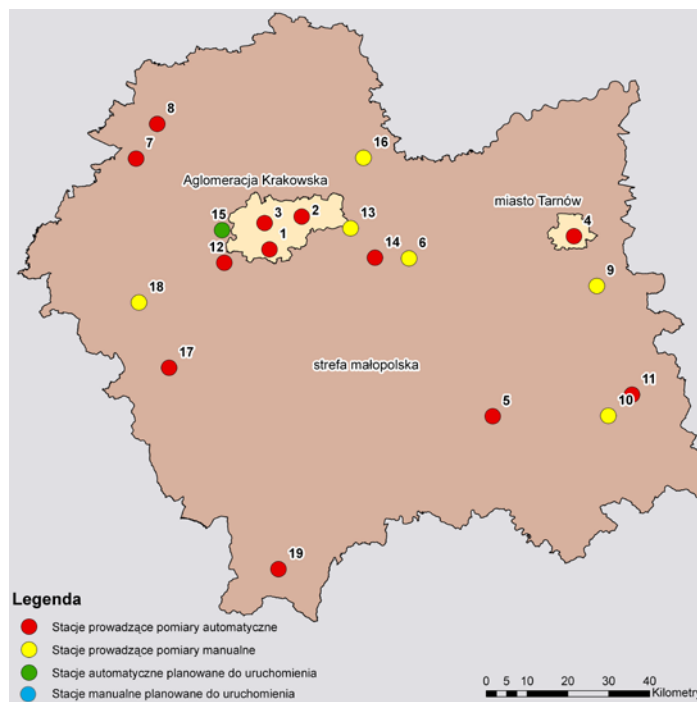 8
7
16
Aglomeracja Krakowska
miasto Tarnów
15
3
2
13
4
1
12
14
6
9
18
17
strefa małopolska
11
5
10
19
Legenda
Stacje prowadzące pomiary automatyczne
Stacje prowadzące pomiary manualne
Stacje automatyczne planowane do uruchomienia
Stacje manualne planowane do uruchomienia
0 5 10 20 30 40
Kilometry